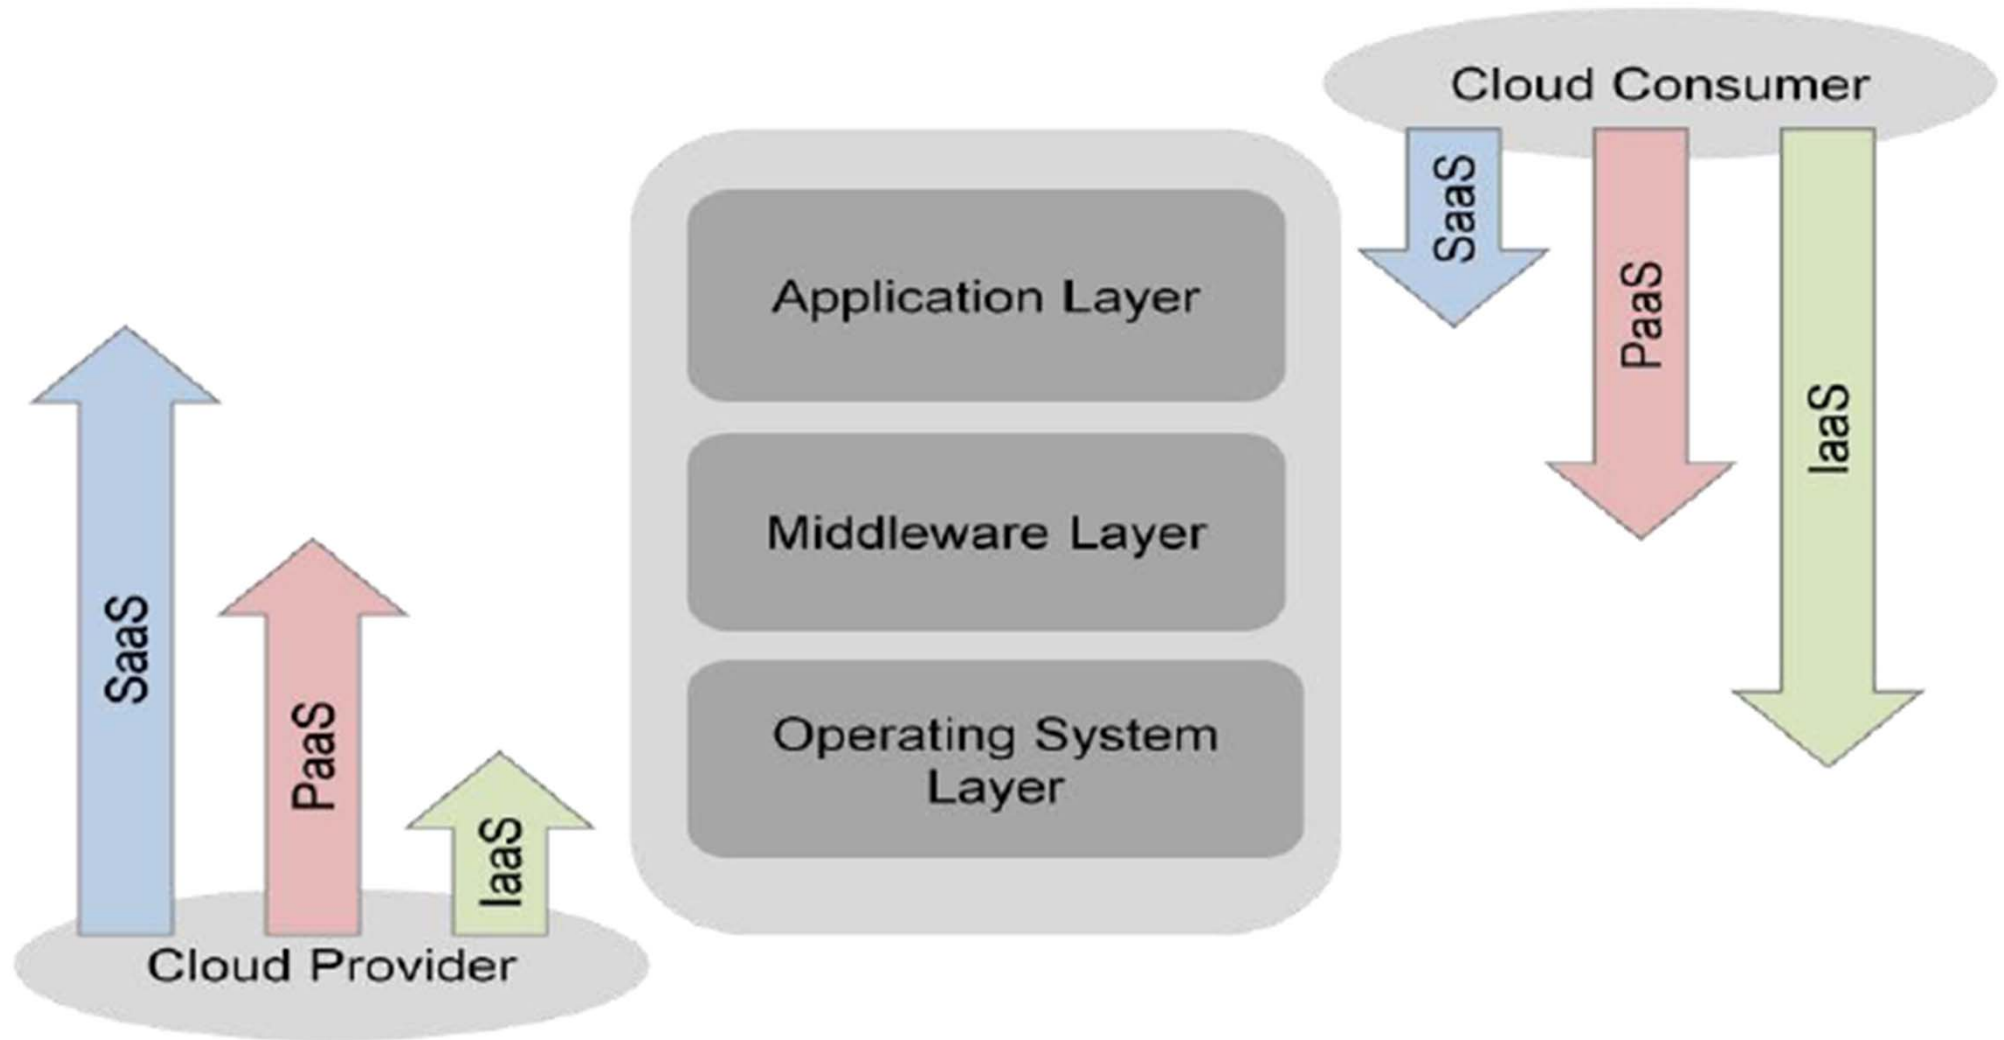 Cloud Consumer
SaaS
PaaS
IaaS
Application Layer
Middleware Layer
Operating System
Layer
SaaS
PaaS
IaaS
Cloud Provider